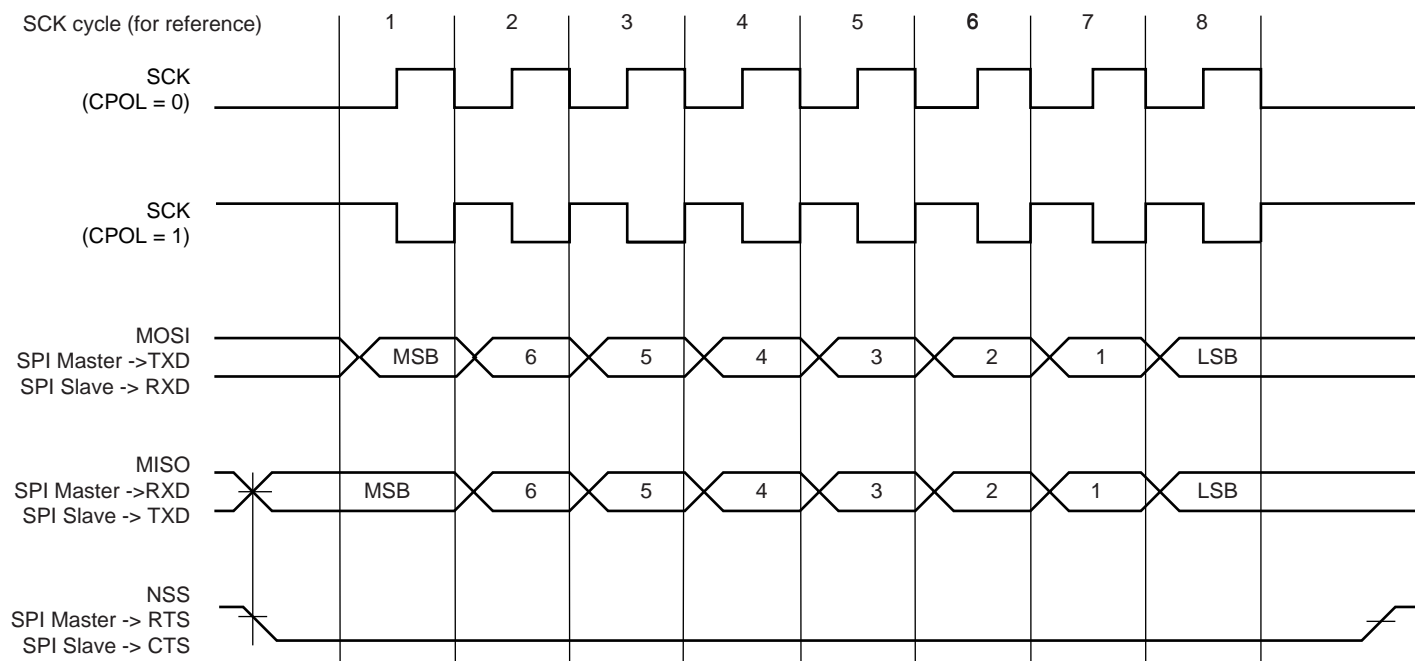 SCK cycle (for reference) 1 2 3 4 5 6 7 8
SCK
(CPOL = 0)
SCK
(CPOL = 1)
MOSI
SPI Master ->TXD
SPI Slave -> RXD
MSB 6 5 4 3 2 1 LSB
MISO
SPI Master ->RXD
SPI Slave -> TXD
MSB 6 5 4 3 2 1 LSB
NSS
SPI Master -> RTS
SPI Slave -> CTS